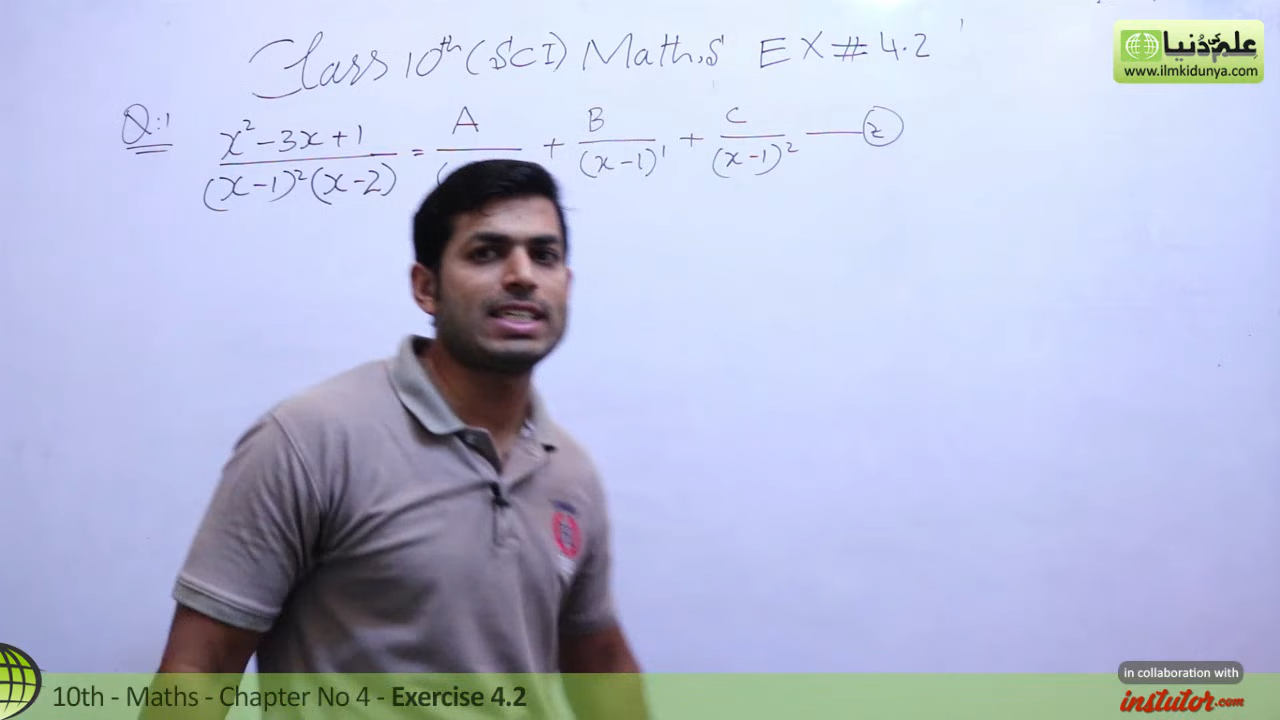 Class 10th (SCI) Maths EX # 4.2
علم کی دُنیا
www.ilmkidunya.com
Q:1 x² - 3x + 1 / (x-1)² (x-2) = A / ( + B / (x-1)¹ + C / (x-1)² —— ②
in collaboration with
instutor.com
10th - Maths - Chapter No 4 - Exercise 4.2